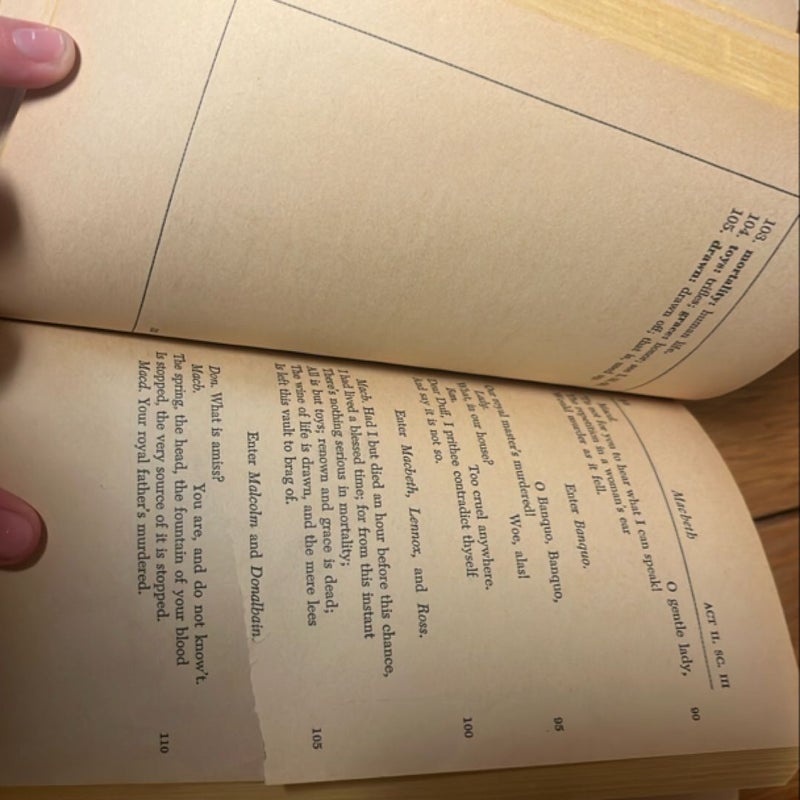 103. mortality: human life.
104. toys: trifles; grace: honor
105. drawn: drawn off, that is used up
Macbeth
ACT II. SC. III
O gentle lady,
90
'Tis not for you to hear what I can speak!
The repetition in a woman's ear
Would murder as it fell.
Enter Banquo.
O Banquo, Banquo,
95
Our royal master's murdered!
Woe, alas!
Lady.
What, in our house?
Too cruel anywhere.
Ban.
Dear Duff, I prithee contradict thyself
100
And say it is not so.
Enter Macbeth, Lennox, and Ross.
Mach. Had I but died an hour before this chance,
I had lived a blessed time; for from this instant
There's nothing serious in mortality;
All is but toys; renown and grace is dead;
105
The wine of life is drawn, and the mere lees
Is left this vault to brag of.
Enter Malcolm and Donalbain.
Don. What is amiss?
Macb.
You are, and do not know't.
The spring, the head, the fountain of your blood
Is stopped, the very source of it is stopped.
110
Macd. Your royal father's murdered.